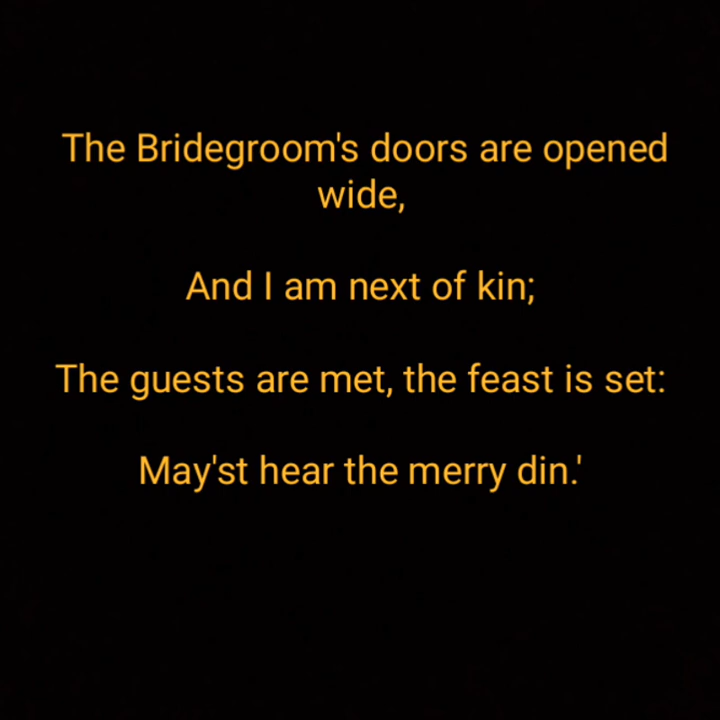 The Bridegroom's doors are opened
wide,
And I am next of kin;
The guests are met, the feast is set:
May'st hear the merry din.'